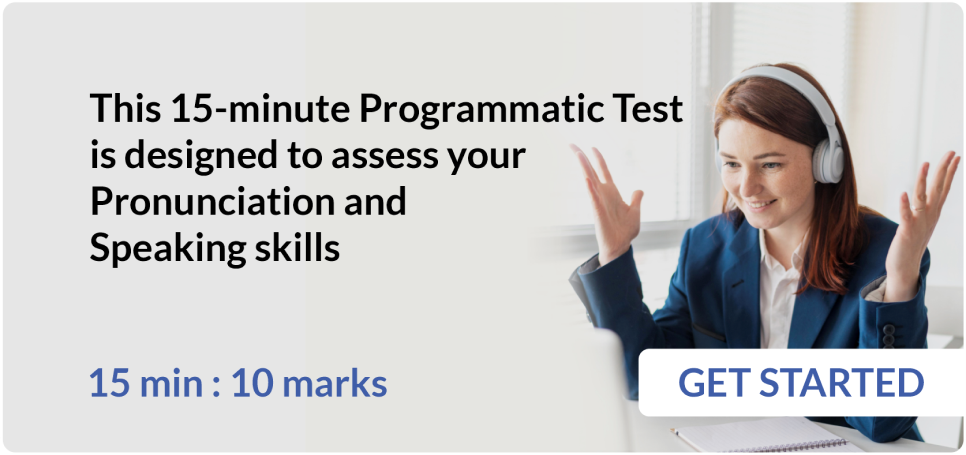 This 15-minute Programmatic Test
is designed to assess your
Pronunciation and
Speaking skills
15 min : 10 marks
GET STARTED